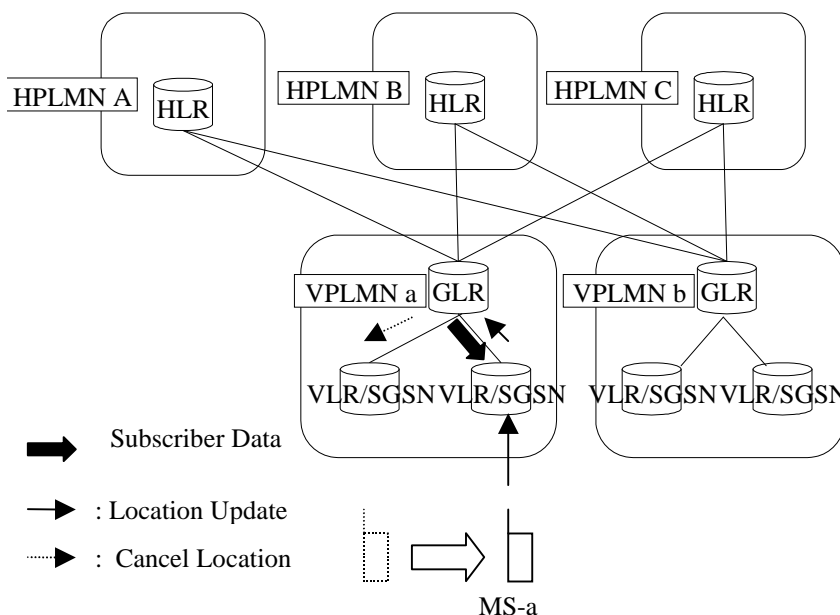 HPLMN A
HLR
HPLMN B
HLR
HPLMN C
HLR
VPLMN a
GLR
VPLMN b
GLR
VLR/SGSN
VLR/SGSN
VLR/SGSN
VLR/SGSN
Subscriber Data
: Location Update
: Cancel Location
MS-a